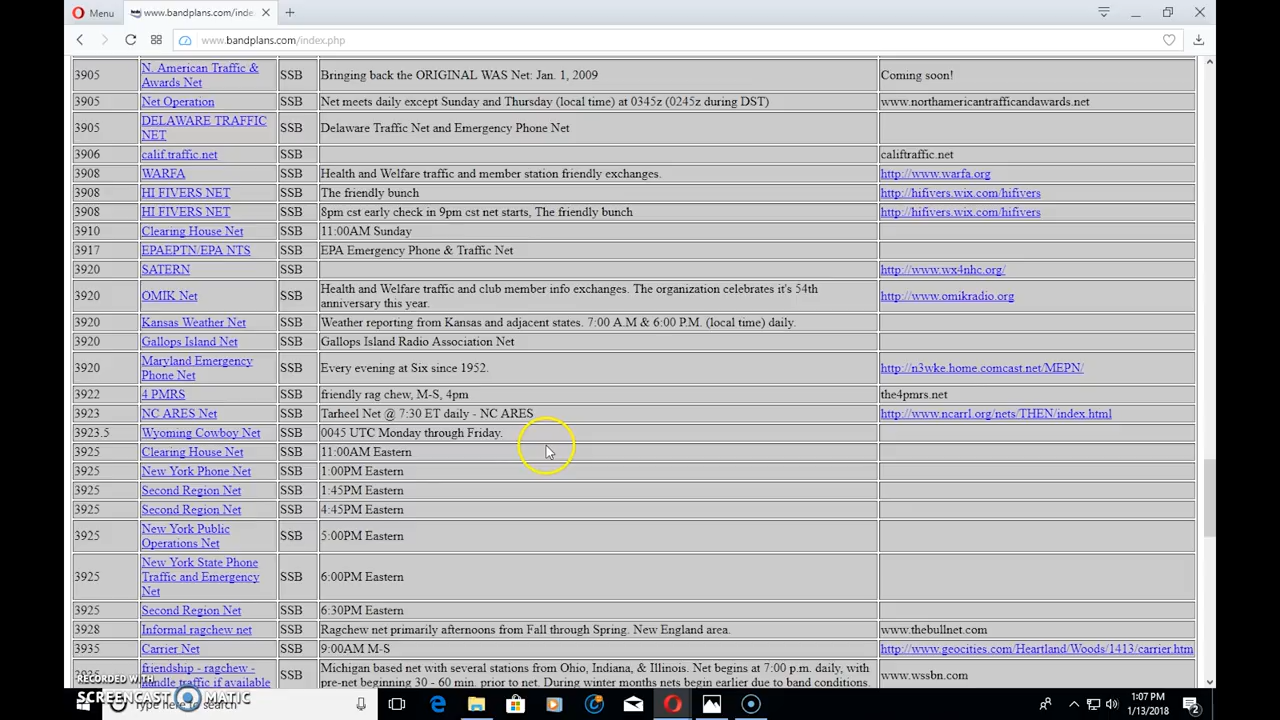 Menu
www.bandplans.com/inde
www.bandplans.com/index.php
3905 N. American Traffic & SSB Bringing back the ORIGINAL WAS Net: Jan. 1, 2009 Coming soon!
Awards Net
3905 Net Operation SSB Net meets daily except Sunday and Thursday (local time) at 0345z (0245z during DST) www.northamericantrafficandawards.net
3905 DELAWARE TRAFFIC SSB Delaware Traffic Net and Emergency Phone Net
NET
3906 calif.traffic.net SSB califtraffic.net
3908 WARFA SSB Health and Welfare traffic and member station friendly exchanges. http://www.warfa.org
3908 HI FIVERS NET SSB The friendly bunch http://hifivers.wix.com/hifivers
3908 HI FIVERS NET SSB 8pm cst early check in 9pm cst net starts, The friendly bunch http://hifivers.wix.com/hifivers
3910 Clearing House Net SSB 11:00AM Sunday
3917 EPAEPTN/EPA NTS SSB EPA Emergency Phone & Traffic Net
3920 SATERN SSB http://www.wx4nhc.org/
3920 OMIK Net SSB Health and Welfare traffic and club member info exchanges. The organization celebrates it's 54th http://www.omikradio.org
anniversary this year.
3920 Kansas Weather Net SSB Weather reporting from Kansas and adjacent states. 7:00 A.M & 6:00 P.M. (local time) daily.
3920 Gallops Island Net SSB Gallops Island Radio Association Net
3920 Maryland Emergency SSB Every evening at Six since 1952. http://n3wke.home.comcast.net/MEPN/
Phone Net
3922 4 PMRS SSB friendly rag chew, M-S, 4pm the4pmrs.net
3923 NC ARES Net SSB Tarheel Net @ 7:30 ET daily - NC ARES http://www.ncarrl.org/nets/THEN/index.html
3923.5 Wyoming Cowboy Net SSB 0045 UTC Monday through Friday.
3925 Clearing House Net SSB 11:00AM Eastern
3925 New York Phone Net SSB 1:00PM Eastern
3925 Second Region Net SSB 1:45PM Eastern
3925 Second Region Net SSB 4:45PM Eastern
3925 New York Public SSB 5:00PM Eastern
Operations Net
3925 New York State Phone SSB 6:00PM Eastern
Traffic and Emergency
Net
3925 Second Region Net SSB 6:30PM Eastern
3928 Informal ragchew net SSB Ragchew net primarily afternoons from Fall through Spring. New England area. www.thebullnet.com
3935 Carrier Net SSB 9:00AM M-S http://www.geocities.com/Heartland/Woods/1413/carrier.htm
friendship - ragchew - SSB Michigan based net with several stations from Ohio, Indiana, & Illinois. Net begins at 7:00 p.m. daily, with www.wssbn.com
handle traffic if available pre-net beginning 30 - 60 min. prior to net. During winter months nets begin earlier due to band conditions.
RECORDED WITH
SCREENCAST MATIC
Type here to search
1:07 PM
1/13/2018
2